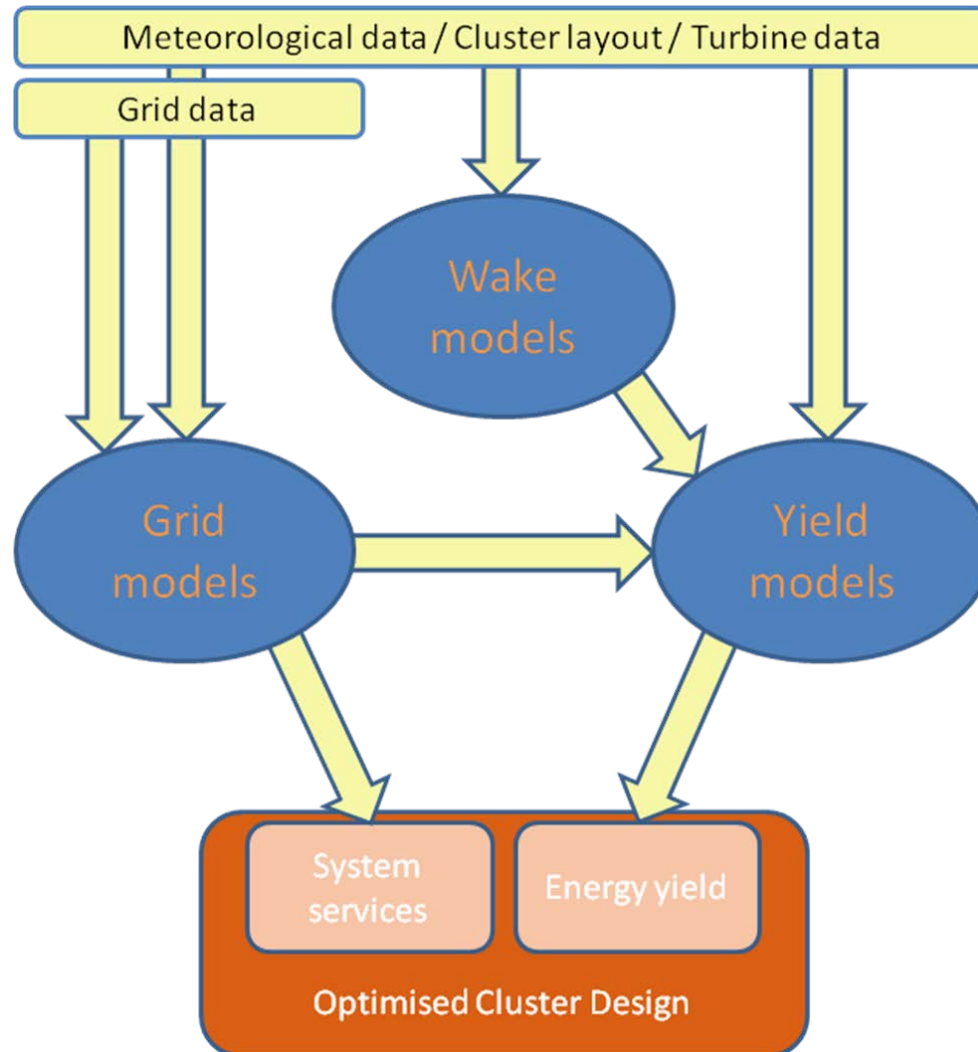 Meteorological data / Cluster layout / Turbine data
Grid data
Wake
models
Grid
models
Yield
models
System
services
Energy yield
Optimised Cluster Design